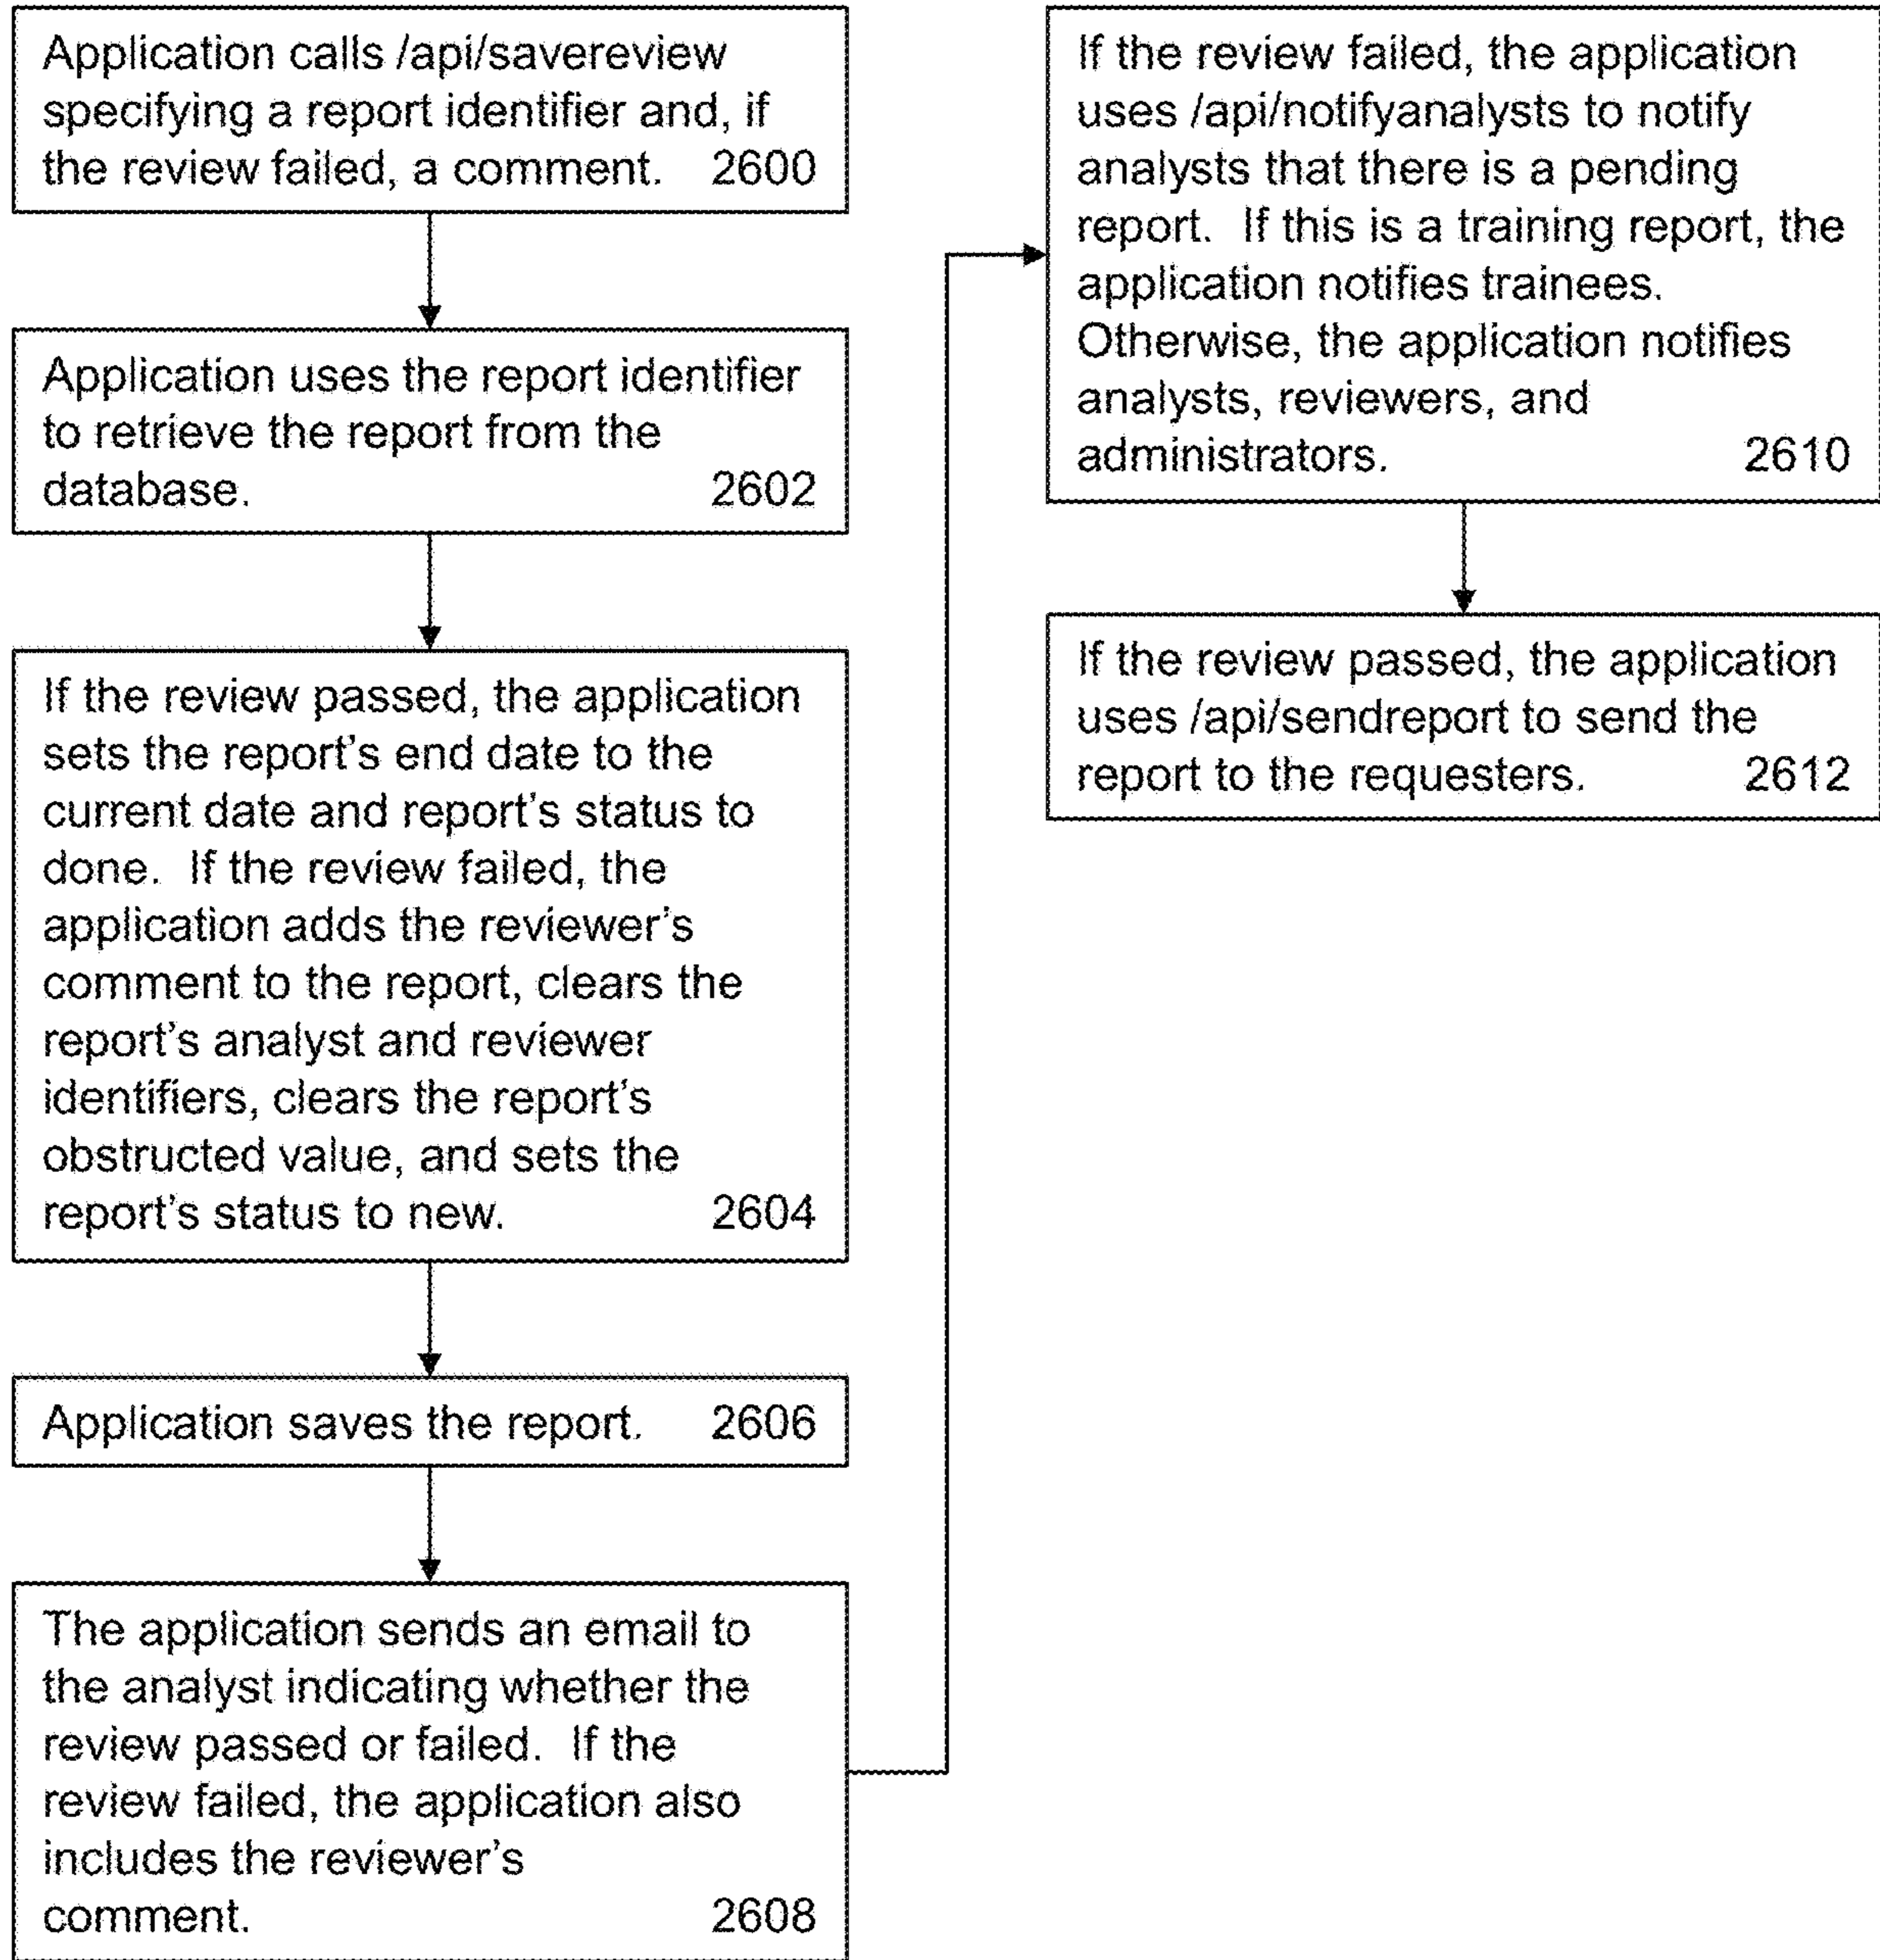 Application calls /api/savereview
specifying a report identifier and, if
the review failed, a comment. 2600
Application uses the report identifier
to retrieve the report from the
database. 2602
If the review passed, the application
sets the report's end date to the
current date and report's status to
done. If the review failed, the
application adds the reviewer's
comment to the report, clears the
report's analyst and reviewer
identifiers, clears the report's
obstructed value, and sets the
report's status to new. 2604
Application saves the report. 2606
The application sends an email to
the analyst indicating whether the
review passed or failed. If the
review failed, the application also
includes the reviewer's
comment. 2608
If the review failed, the application
uses /api/notifyanalysts to notify
analysts that there is a pending
report. If this is a training report, the
application notifies trainees.
Otherwise, the application notifies
analysts, reviewers, and
administrators. 2610
If the review passed, the application
uses /api/sendreport to send the
report to the requesters. 2612